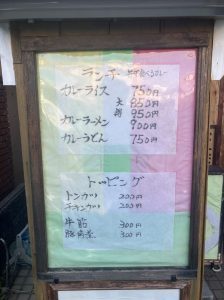 ランチ
カレーライス 750円
大 850円
950円
カレーラーメン 900円
カレーうどん 750円
トッピング
トンカツ 200円
チキンカツ 200円
牛筋 300円
豚角煮 300円